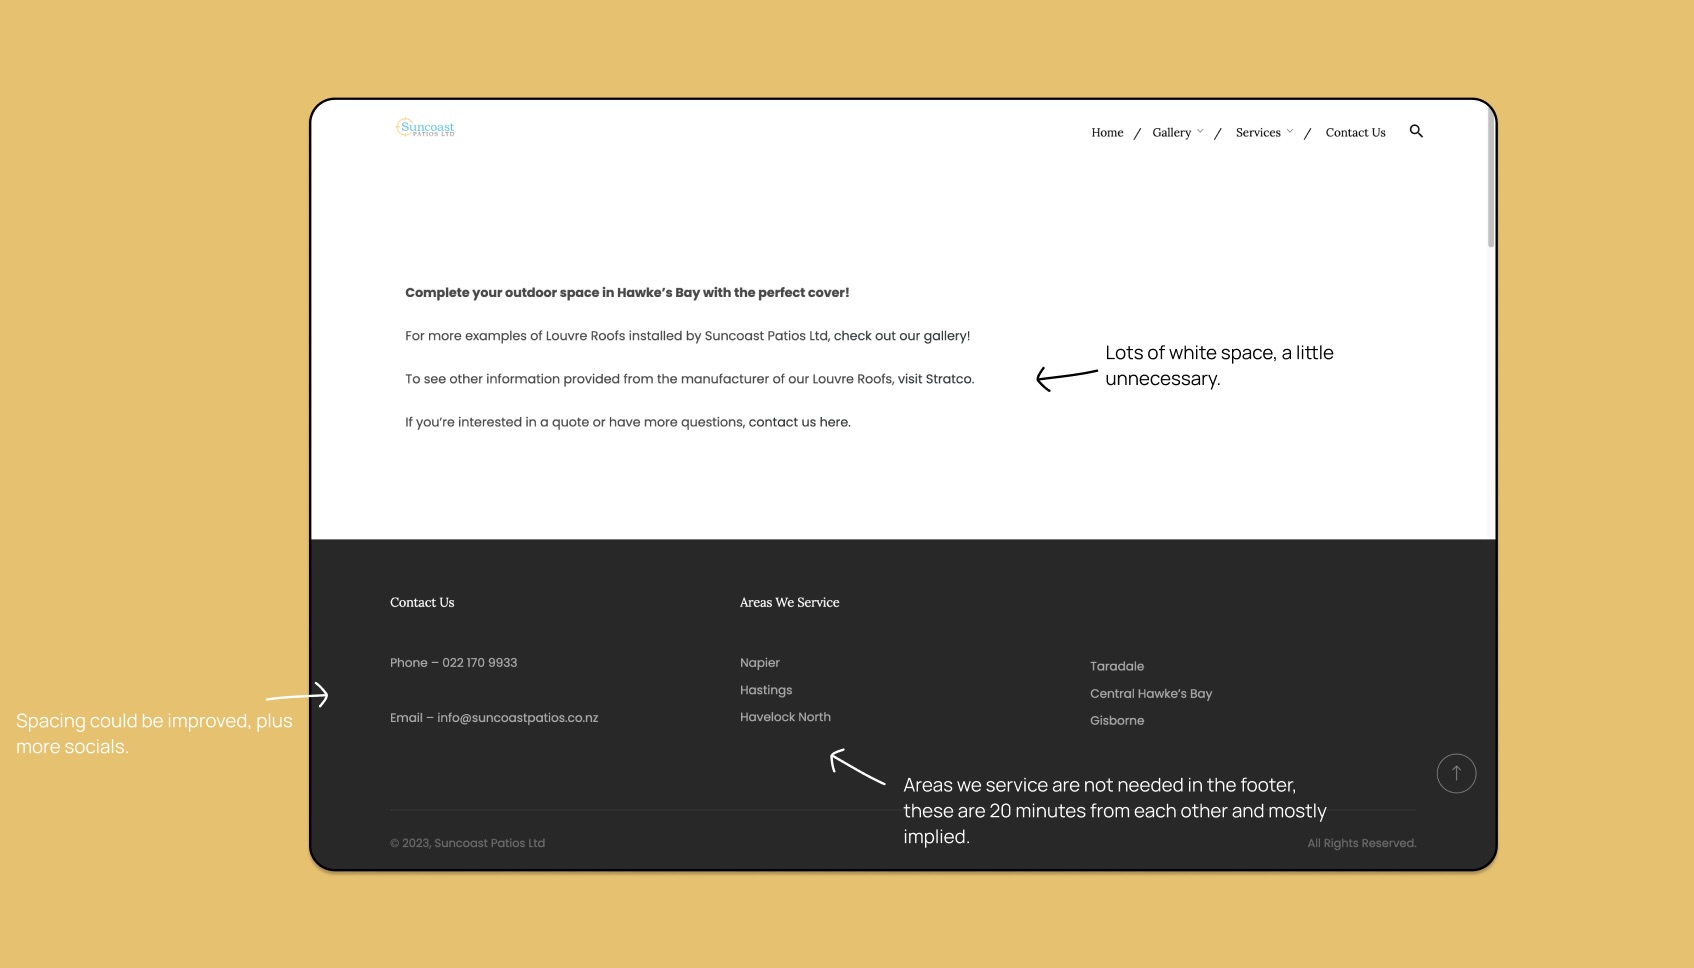 Suncoast
PATIOS LTD
Home / Gallery / Services / Contact Us
Complete your outdoor space in Hawke’s Bay with the perfect cover!
For more examples of Louvre Roofs installed by Suncoast Patios Ltd, check out our gallery!
To see other information provided from the manufacturer of our Louvre Roofs, visit Stratco.
If you’re interested in a quote or have more questions, contact us here.
Lots of white space, a little
unnecessary.
Contact Us
Phone – 022 170 9933
Email – info@suncoastpatios.co.nz
Areas We Service
Napier
Hastings
Havelock North
Taradale
Central Hawke’s Bay
Gisborne
Spacing could be improved, plus
more socials.
Areas we service are not needed in the footer,
these are 20 minutes from each other and mostly
implied.
© 2023, Suncoast Patios Ltd
All Rights Reserved.